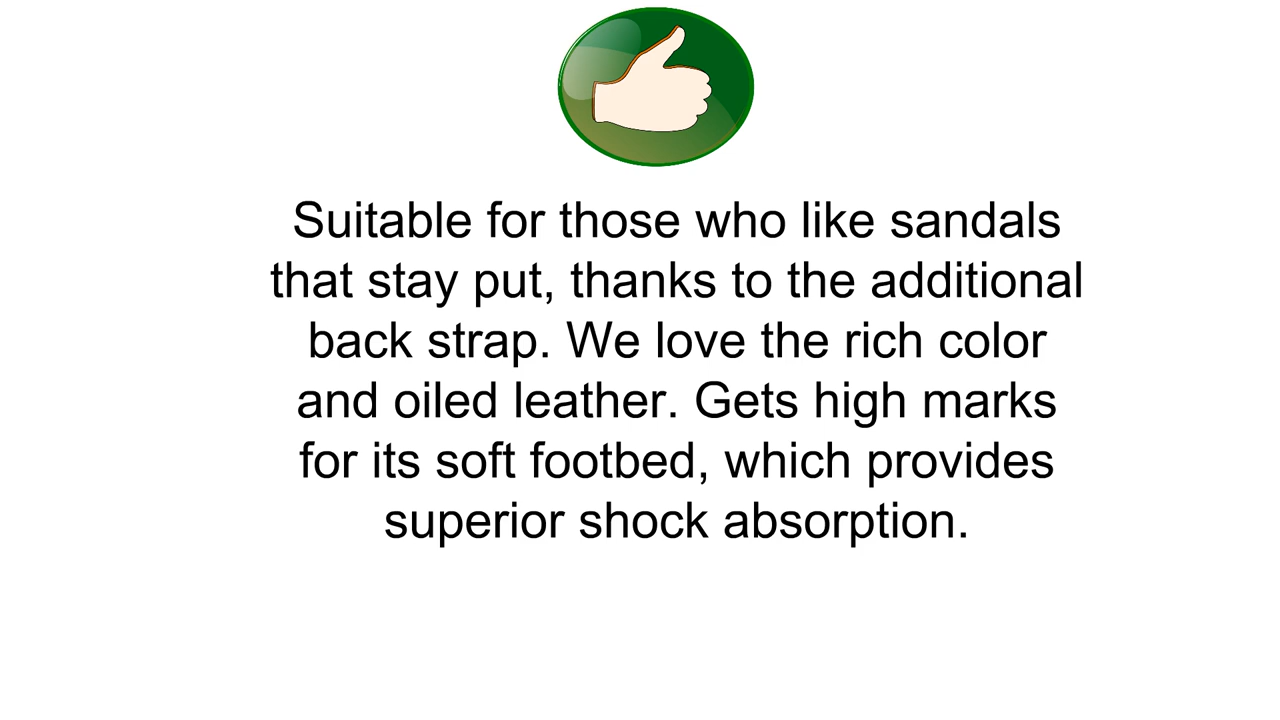 Suitable for those who like sandals
that stay put, thanks to the additional
back strap. We love the rich color
and oiled leather. Gets high marks
for its soft footbed, which provides
superior shock absorption.